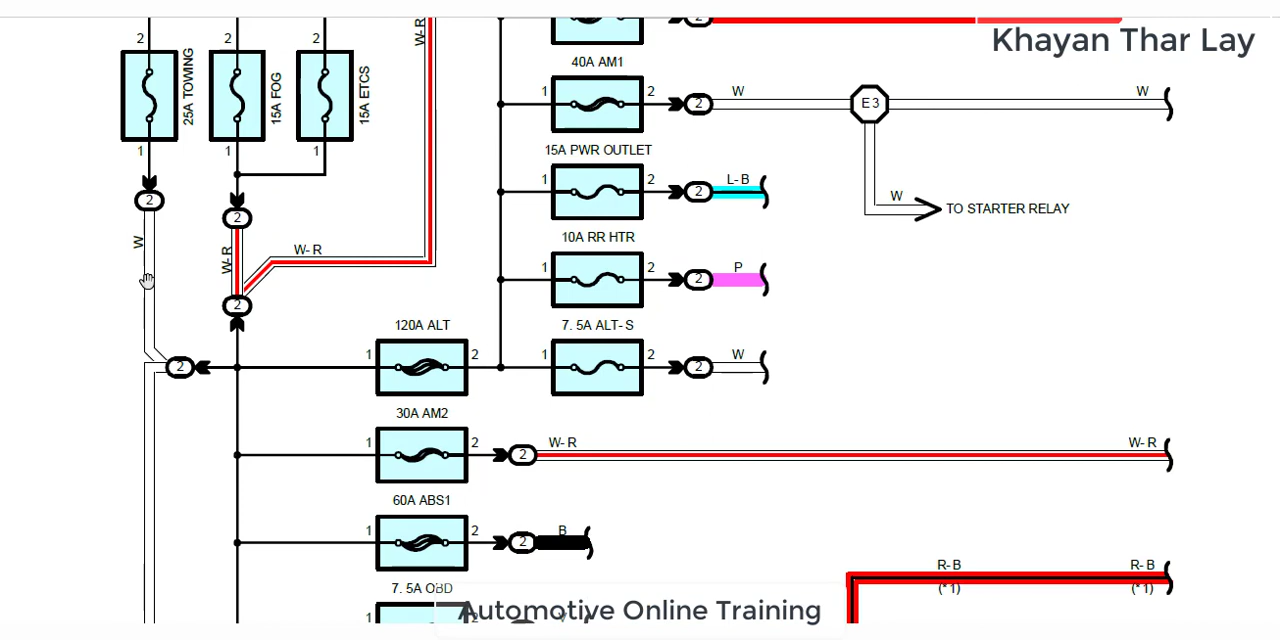 Khayan Thar Lay
2
2
2
W-R
25A TOWING
15A FOG
15A ETCS
40A AM1
1
2
2
W
E3
W
15A PWR OUTLET
1
1
1
1
2
2
L-B
2
W
TO STARTER RELAY
2
W
W-R
W-R
10A RR HTR
1
2
2
P
2
120A ALT
7.5A ALT-S
2
1
2
1
2
2
W
30A AM2
1
2
2
W-R
W-R
60A ABS1
1
2
2
B
7.5A OBD
R-B
R-B
(*1)
(*1)
1
Automotive Online Training